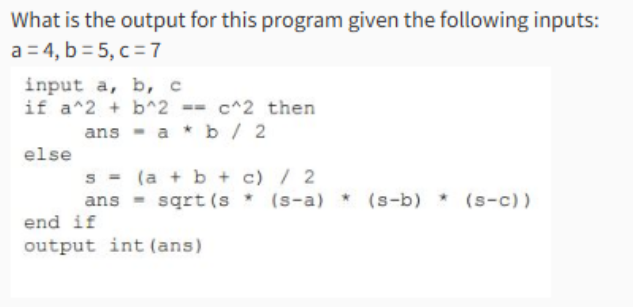 What is the output for this program given the following inputs:
a = 4, b = 5, c = 7
input a, b, c
if a^2 + b^2 == c^2 then
ans = a * b / 2
else
s = (a + b + c) / 2
ans = sqrt(s * (s-a) * (s-b) * (s-c))
end if
output int(ans)